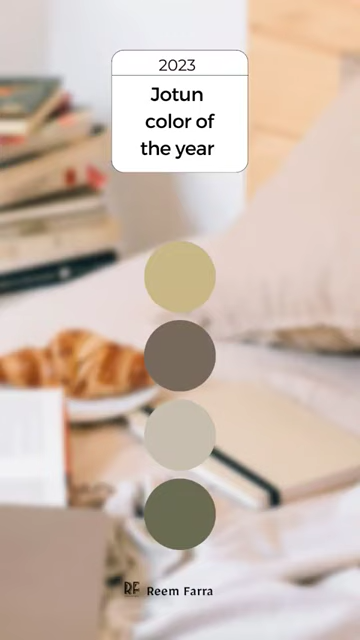 2023
Jotun
color of
the year
RF Reem Farra